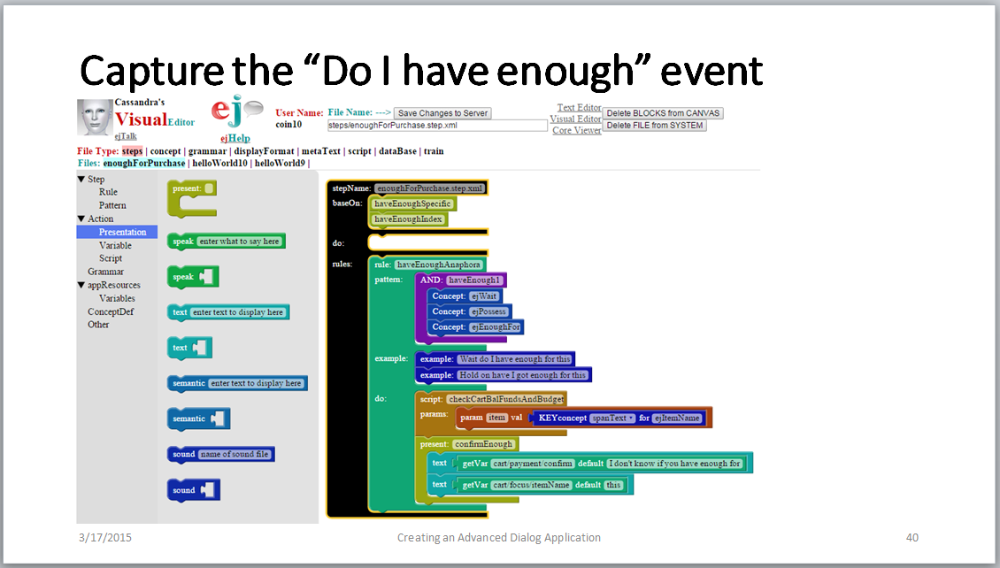 Capture the “Do I have enough” event
Cassandra's
Visual Editor
ejTalk
ej
ejHelp
User Name:
coin10
File Name: ---> Save Changes to Server
steps/enoughForPurchase.step.xml
Text Editor
Visual Editor
Core Viewer
Delete BLOCKS from CANVAS
Delete FILE from SYSTEM
File Type: steps | concept | grammar | displayFormat | metaText | script | dataBase | train
Files: enoughForPurchase | helloWorld10 | helloWorld9 |
▼ Step
Rule
Pattern
▼ Action
Presentation
Variable
Script
Grammar
▼ appResources
Variables
ConceptDef
Other
present:
speak enter what to say here
speak
text enter text to display here
text
semantic enter text to display here
semantic
sound name of sound file
sound
stepName: enoughForPurchase.step.xml
baseOn: haveEnoughSpecific
haveEnoughIndex
do:
rules: rule: haveEnoughAnaphora
pattern: AND: haveEnough1
Concept: ejWait
Concept: ejPossess
Concept: ejEnoughFor
example: example: Wait do I have enough for this
example: Hold on have I got enough for this
do: script: checkCartBalFundsAndBudget
params: param item val KEYconcept spanText ▾ for ejItemName
present: confirmEnough
text getVar cart/payment/confirm default I don't know if you have enough for
text getVar cart/focus/itemName default this
3/17/2015
Creating an Advanced Dialog Application
40